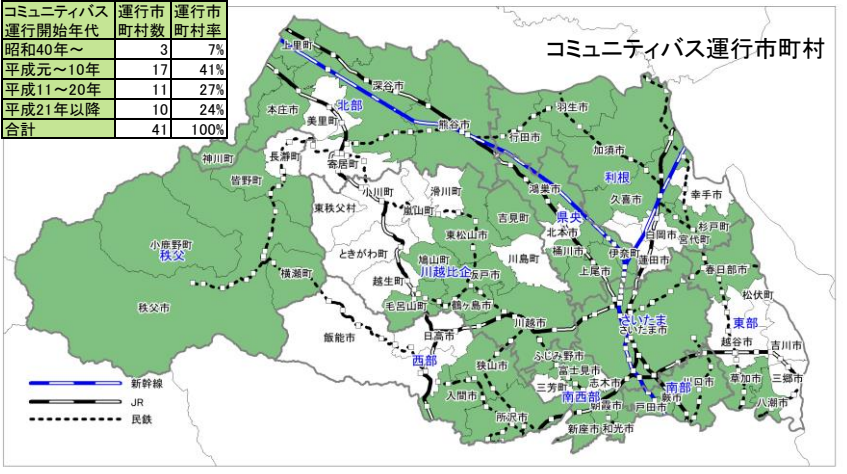 コミュニティバス運行開始年代 運行市町村数 運行市町村率
昭和40年～ 3 7%
平成元～10年 17 41%
平成11～20年 11 27%
平成21年以降 10 24%
合計 41 100%
コミュニティバス運行市町村
上里町
深谷市
本庄市
北部
美里町
熊谷市
羽生市
行田市
加須市
神川町
長瀞町
寄居町
皆野町
小川町
滑川町
嵐山町
東秩父村
鴻巣市
利根
久喜市
幸手市
吉見町
県央
北本市
白岡市
杉戸町
宮代町
東松山市
小鹿野町
秩父
ときがわ町
川島町
桶川市
伊奈町
蓮田市
鳩山町
川越比企
坂戸市
上尾市
春日部市
横瀬町
越生町
松伏町
秩父市
毛呂山町
鶴ヶ島市
川越市
さいたま
さいたま市
東部
飯能市
日高市
越谷市
吉川市
西部
ふじみ野市
狭山市
富士見市
三芳町
志木市
南部
川口市
草加市
三郷市
新幹線
JR
民鉄
入間市
南西部
蕨市
戸田市
朝霞市
八潮市
所沢市
新座市
和光市